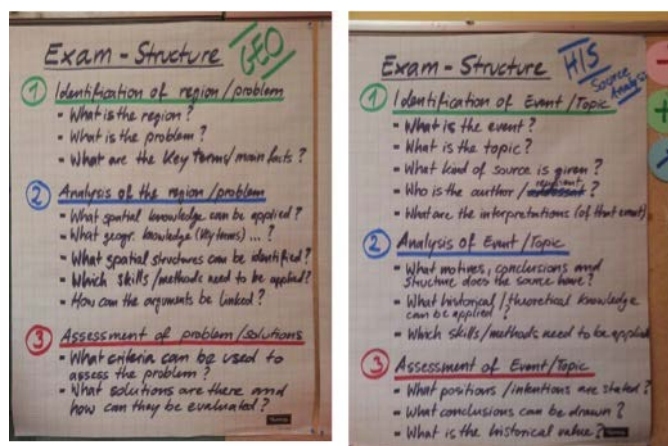 Exam - Structure GEO
1 Identification of region/problem
- What is the region?
- What is the problem?
- What are the key terms/main facts?
2 Analysis of the region/problem
- What spatial knowledge can be applied?
- What geogr. knowledge (key terms) ...?
- What spatial structures can be identified?
- Which skills/methods need to be applied?
- How can the arguments be linked?
3 Assessment of problem/solutions
- What criteria can be used to
assess the problem?
- What solutions are there and
how can they be evaluated?
Exam - Structure HIS
Source
Analysis
1 Identification of Event/Topic
- What is the event?
- What is the topic?
- What kind of source is given?
- Who is the author / recipient?
- What are the interpretations (of that event)
2 Analysis of Event/Topic
- What motives, conclusions and
structure does the source have?
- What historical/theoretical knowledge
can be applied?
- Which skills/methods need to be applied
3 Assessment of Event/Topic
- What positions/intentions are stated?
- What conclusions can be drawn?
- What is the historical value?